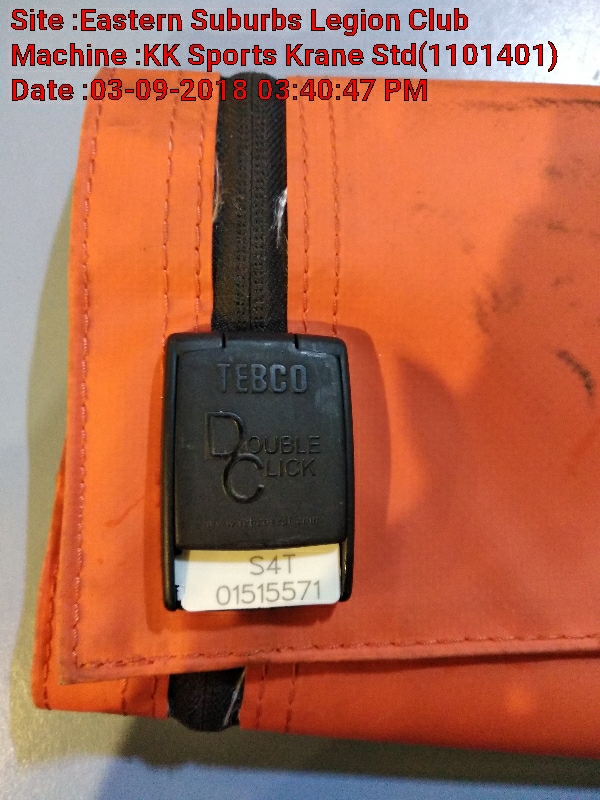 Site :Eastern Suburbs Legion Club
Machine :KK Sports Krane Std(1101401)
Date :03-09-2018 03:40:47 PM
TEBCO
DOUBLE
CLICK
S4T
01515571